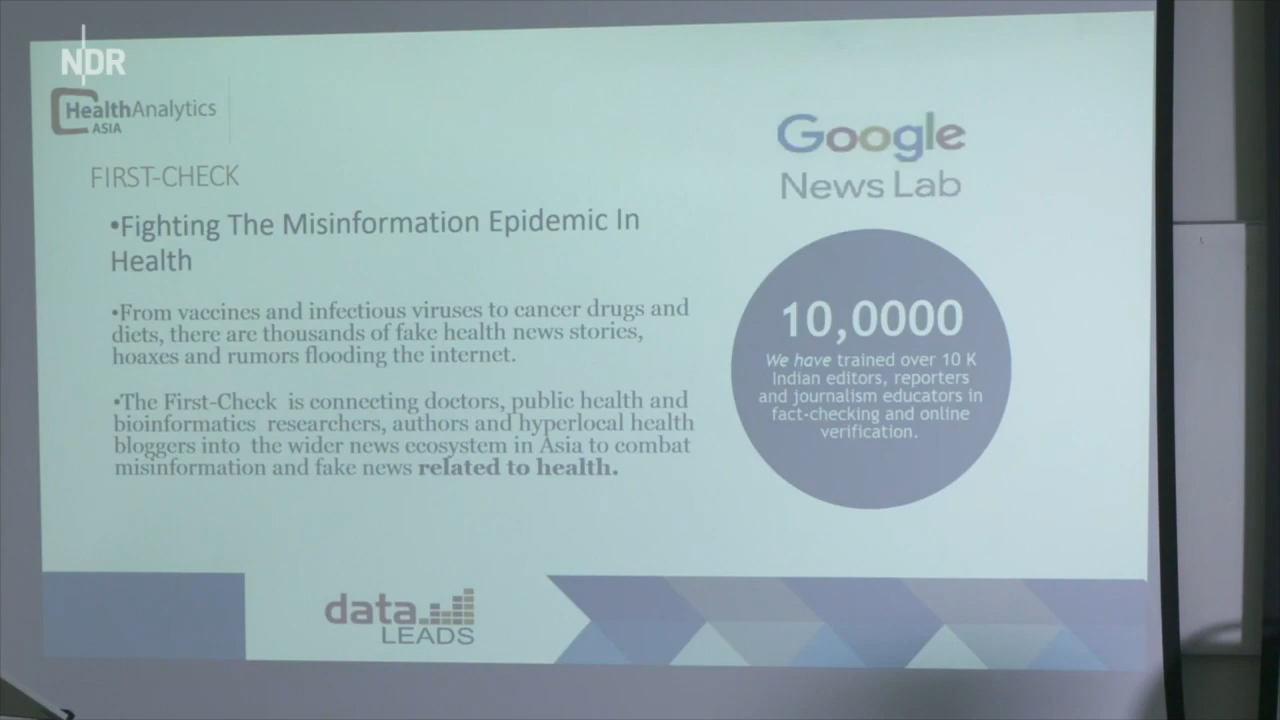 NDR
HealthAnalytics
ASIA
FIRST-CHECK
•Fighting The Misinformation Epidemic In
Health
•From vaccines and infectious viruses to cancer drugs and
diets, there are thousands of fake health news stories,
hoaxes and rumors flooding the internet.
•The First-Check is connecting doctors, public health and
bioinformatics researchers, authors and hyperlocal health
bloggers into the wider news ecosystem in Asia to combat
misinformation and fake news related to health.
Google
News Lab
10,0000
We have trained over 10 K
Indian editors, reporters
and journalism educators in
fact-checking and online
verification.
data
LEADS